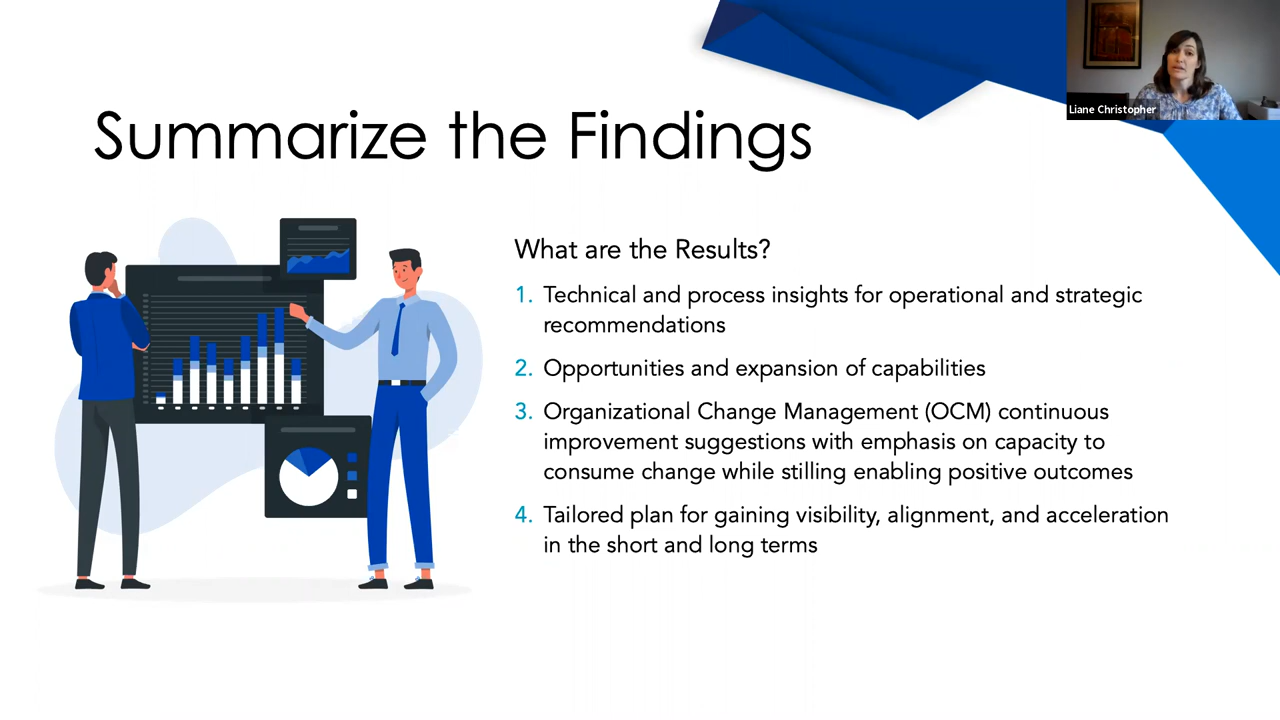 Liane Christopher
Summarize the Findings
What are the Results?
1. Technical and process insights for operational and strategic
recommendations
2. Opportunities and expansion of capabilities
3. Organizational Change Management (OCM) continuous
improvement suggestions with emphasis on capacity to
consume change while stilling enabling positive outcomes
4. Tailored plan for gaining visibility, alignment, and acceleration
in the short and long terms